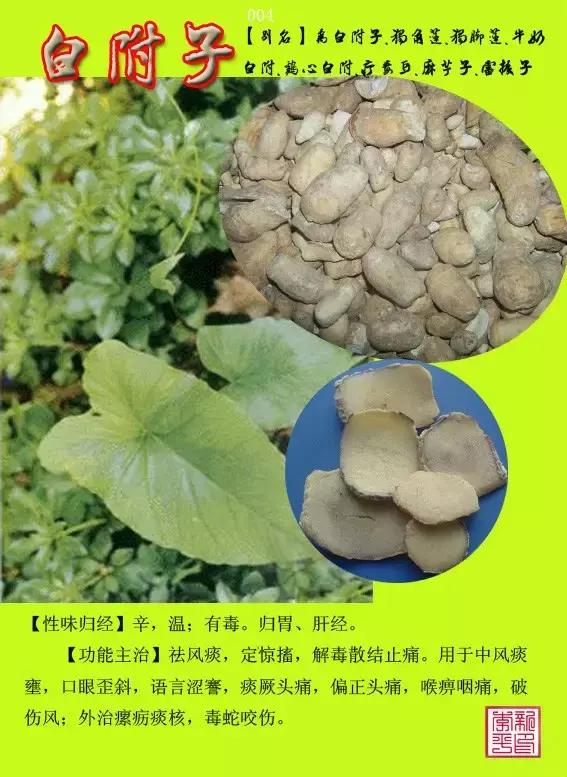 004
白附子
【别名】禹白附子、独角莲、独脚莲、牛奶
白附、鸡心白附、疔毒豆、麻芋子、雷振子
【性味归经】辛，温；有毒。归胃、肝经。
【功能主治】祛风痰，定惊搐，解毒散结止痛。用于中风痰
壅，口眼歪斜，语言涩謇，痰厥头痛，偏正头痛，喉痹咽痛，破
伤风；外治瘰疬痰核，毒蛇咬伤。